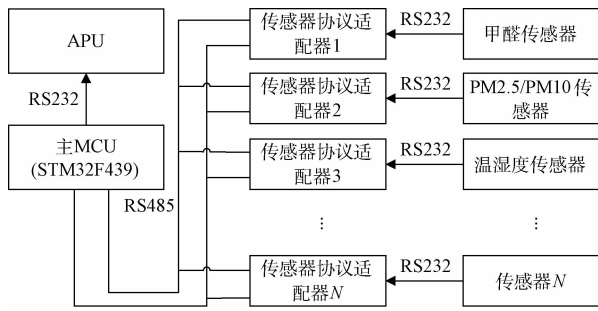 APU
RS232
主MCU
(STM32F439)
RS485
传感器协议适
配器1
RS232
甲醛传感器
传感器协议适
配器2
RS232
PM2.5/PM10传
感器
传感器协议适
配器3
RS232
温湿度传感器
⋮
⋮
传感器协议适
配器N
RS232
传感器N